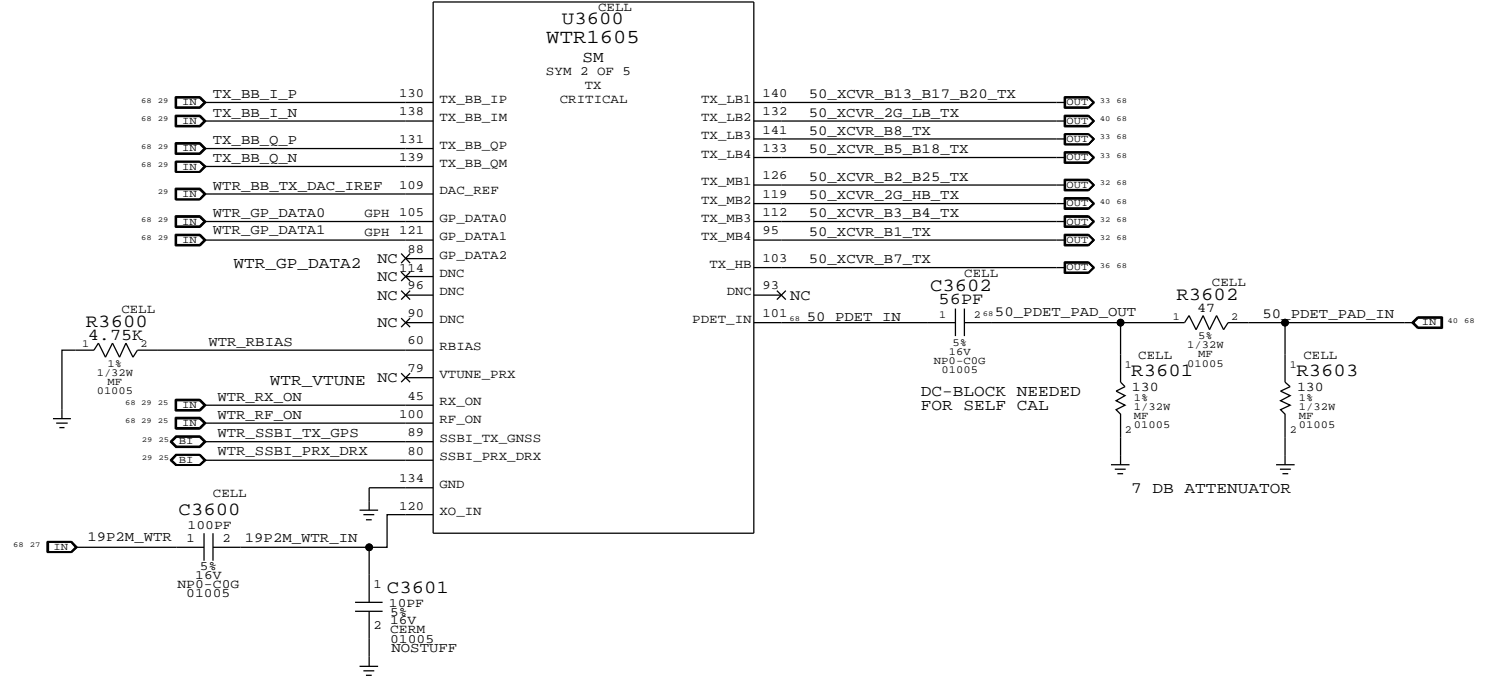 CELL
U3600
WTR1605
SM
SYM 2 OF 5
TX
CRITICAL
68 29 IN TX_BB_I_P 130 TX_BB_IP
68 29 IN TX_BB_I_N 138 TX_BB_IM
68 29 IN TX_BB_Q_P 131 TX_BB_QP
68 29 IN TX_BB_Q_N 139 TX_BB_QM
29 IN WTR_BB_TX_DAC_IREF 109 DAC_REF
68 29 IN WTR_GP_DATA0 GPH 105 GP_DATA0
68 29 IN WTR_GP_DATA1 GPH 121 GP_DATA1
WTR_GP_DATA2 NC 88 GP_DATA2
NC 114 DNC
NC 96 DNC
NC 90 DNC
CELL
R3600
4.75K
1 2
1%
1/32W
MF
01005
WTR_RBIAS 60 RBIAS
WTR_VTUNE NC 79 VTUNE_PRX
68 29 25 IN WTR_RX_ON 45 RX_ON
68 29 25 IN WTR_RF_ON 100 RF_ON
29 25 BI WTR_SSBI_TX_GPS 89 SSBI_TX_GNSS
29 25 BI WTR_SSBI_PRX_DRX 80 SSBI_PRX_DRX
134 GND
120 XO_IN
CELL
C3600
100PF
68 27 IN 19P2M_WTR 1 2 19P2M_WTR_IN
5%
16V
NP0-C0G
01005
1 C3601
10PF
5%
16V
2 CERM
01005
NOSTUFF
TX_LB1 140 50_XCVR_B13_B17_B20_TX OUT 33 68
TX_LB2 132 50_XCVR_2G_LB_TX OUT 40 68
TX_LB3 141 50_XCVR_B8_TX OUT 33 68
TX_LB4 133 50_XCVR_B5_B18_TX OUT 33 68
TX_MB1 126 50_XCVR_B2_B25_TX OUT 32 68
TX_MB2 119 50_XCVR_2G_HB_TX OUT 40 68
TX_MB3 112 50_XCVR_B3_B4_TX OUT 32 68
TX_MB4 95 50_XCVR_B1_TX OUT 32 68
TX_HB 103 50_XCVR_B7_TX OUT 36 68
DNC 93 NC
PDET_IN 101 68 50_PDET_IN
CELL
C3602
56PF
1 2
5%
16V
NP0-C0G
01005
68 50_PDET_PAD_OUT
DC-BLOCK NEEDED
FOR SELF CAL
CELL
R3602
47
1 2
5%
1/32W
MF
01005
50_PDET_PAD_IN IN 40 68
1 CELL
R3601
130
1%
1/32W
MF
2 01005
1 CELL
R3603
130
1%
1/32W
MF
2 01005
7 DB ATTENUATOR